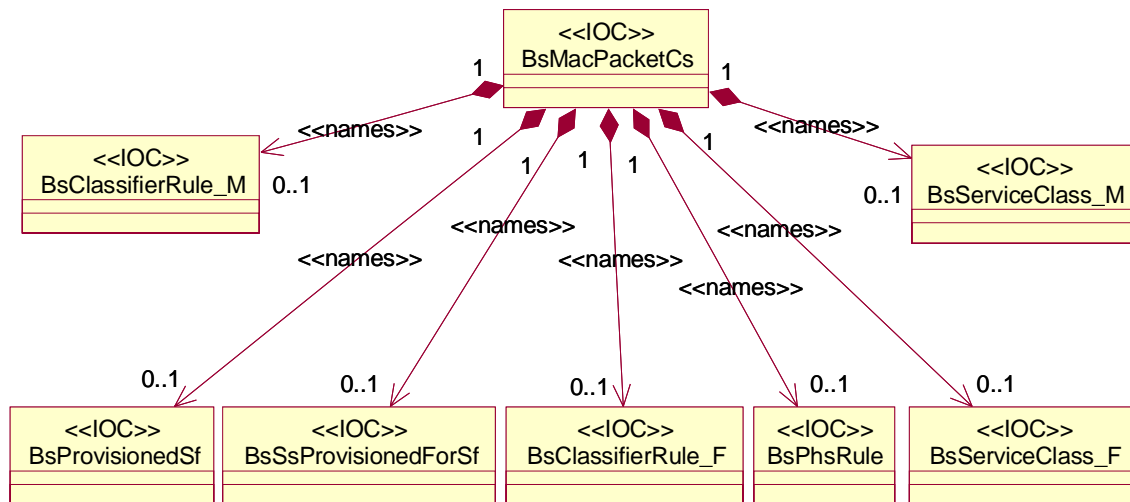 <<IOC>>
BsMacPacketCs
1
1
<<names>>
<<names>>
<<IOC>>
BsClassifierRule_M
0..1
<<IOC>>
BsServiceClass_M
0..1
1
1
1
1
1
<<names>>
<<names>>
<<names>>
<<names>>
<<names>>
0..1
0..1
0..1
0..1
0..1
<<IOC>>
BsProvisionedSf
<<IOC>>
BsSsProvisionedForSf
<<IOC>>
BsClassifierRule_F
<<IOC>>
BsPhsRule
<<IOC>>
BsServiceClass_F